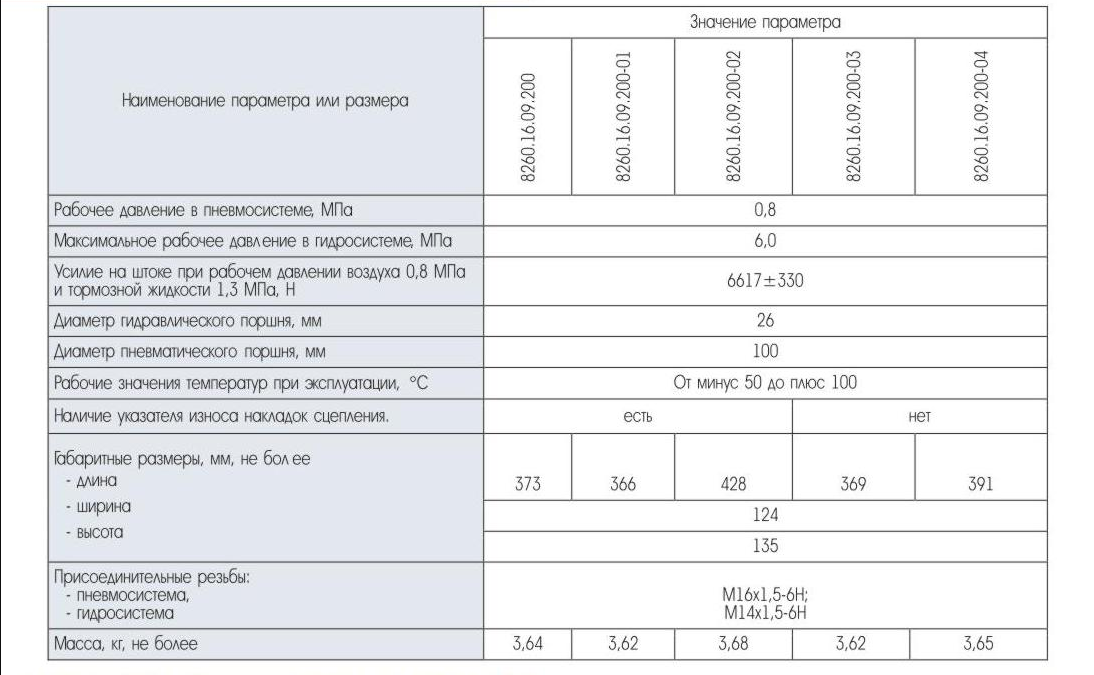 Наименование параметра или размера
Значение параметра
8260.16.09.200
8260.16.09.200-01
8260.16.09.200-02
8260.16.09.200-03
8260.16.09.200-04
Рабочее давление в пневмосистеме, МПа
0,8
Максимальное рабочее давление в гидросистеме, МПа
6,0
Усилие на штоке при рабочем давлении воздуха 0,8 МПа
и тормозной жидкости 1,3 МПа, Н
6617±330
Диаметр гидравлического поршня, мм
26
Диаметр пневматического поршня, мм
100
Рабочие значения температур при эксплуатации, °С
От минус 50 до плюс 100
Наличие указателя износа накладок сцепления.
есть
нет
Габаритные размеры, мм, не более
- длина
373
366
428
369
391
- ширина
124
- высота
135
Присоединительные резьбы:
- пневмосистема,
М16х1,5-6Н;
- гидросистема
М14х1,5-6Н
Масса, кг, не более
3,64
3,62
3,68
3,62
3,65